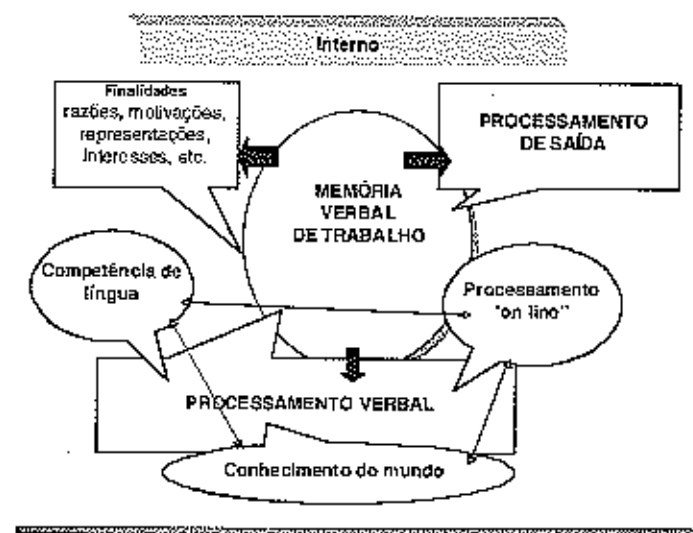 Interno
Finalidades
razões, motivações,
representações,
Interesses, etc.
PROCESSAMENTO
DE SAÍDA
MEMÓRIA
VERBAL
DE TRABALHO
Competência de
língua
Processamento
"on line"
PROCESSAMENTO VERBAL
Conhecimento do mundo